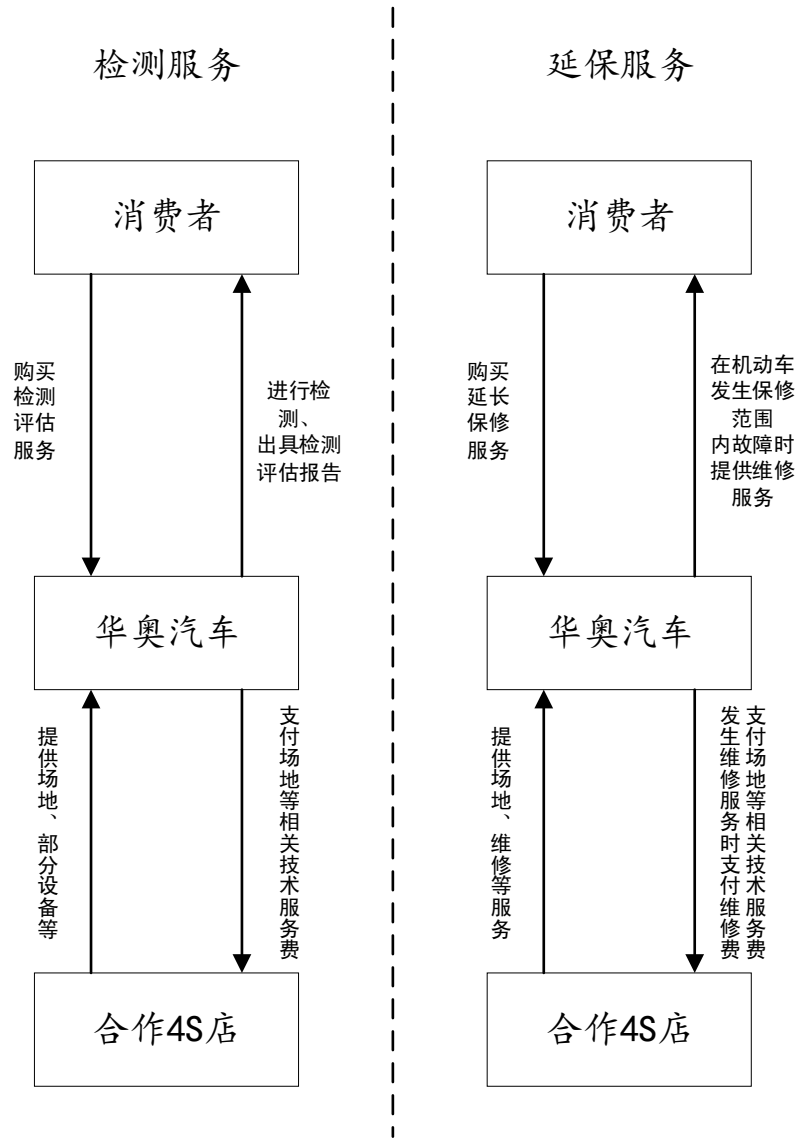 检测服务
消费者
购买
检测
评估
服务
进行检
测、
出具检测
评估报告
华奥汽车
提供场地、部分设备等
支付场地等相关技术服务费
合作4S店
延保服务
消费者
购买
延长
保修
服务
在机动车
发生保修
范围
内故障时
提供维修
服务
华奥汽车
提供场地、维修等服务
支付场地等相关技术服务费
发生维修服务时支付维修费
合作4S店